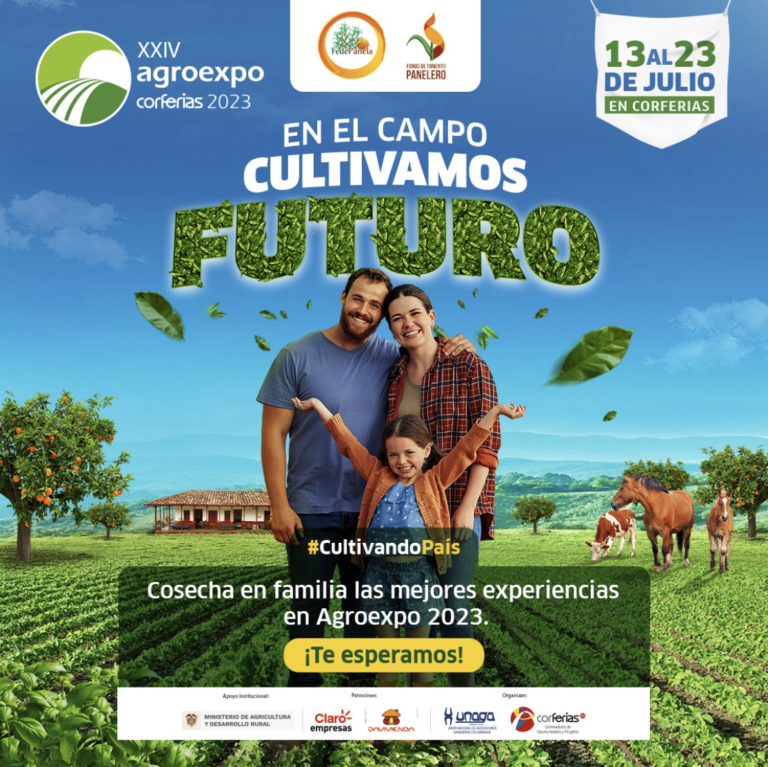 XXIV
agroexpo
corferias 2023
FedePanela
FONDO DE FOMENTO
PANELERO
13 AL 23
DE JULIO
EN CORFERIAS
EN EL CAMPO
CULTIVAMOS
FUTURO
#CultivandoPaís
Cosecha en familia las mejores experiencias
en Agroexpo 2023.
¡Te esperamos!
Apoyo Institucional:
Patrocinan:
Organizan:
MINISTERIO DE AGRICULTURA
Y DESARROLLO RURAL
Claro
empresas
DAVIVIENDA
unaga
corferias